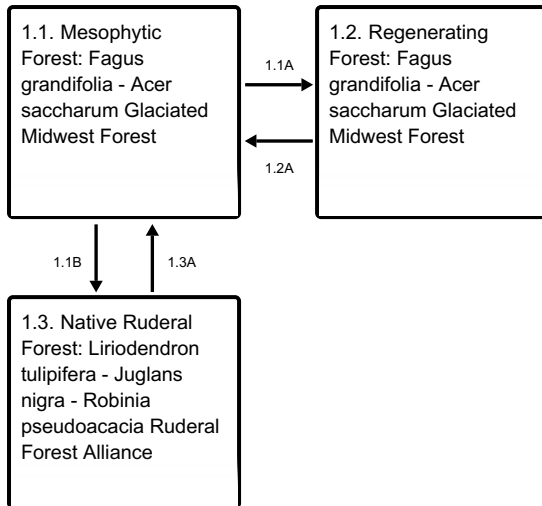 1.1. Mesophytic
Forest: Fagus
grandifolia - Acer
saccharum Glaciated
Midwest Forest
1.1A
1.2. Regenerating
Forest: Fagus
grandifolia - Acer
saccharum Glaciated
Midwest Forest
1.2A
1.1B
1.3A
1.3. Native Ruderal
Forest: Liriodendron
tulipifera - Juglans
nigra - Robinia
pseudoacacia Ruderal
Forest Alliance